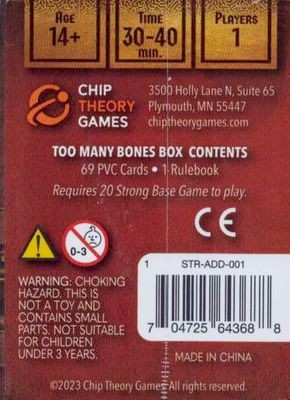 AGE
14+
TIME
30-40
MIN.
PLAYERS
1
CHIP
THEORY
GAMES
3500 Holly Lane N, Suite 65
Plymouth, MN 55447
chiptheorygames.com
TOO MANY BONES BOX CONTENTS
69 PVC Cards • 1 Rulebook
Requires 20 Strong Base Game to play.
0-3
CE
WARNING: CHOKING
HAZARD. THIS IS
NOT A TOY AND
CONTAINS SMALL
PARTS. NOT SUITABLE
FOR CHILDREN
UNDER 3 YEARS.
1 STR-ADD-001
7 04725 64368 8
MADE IN CHINA
©2023 Chip Theory Games. All rights reserved.